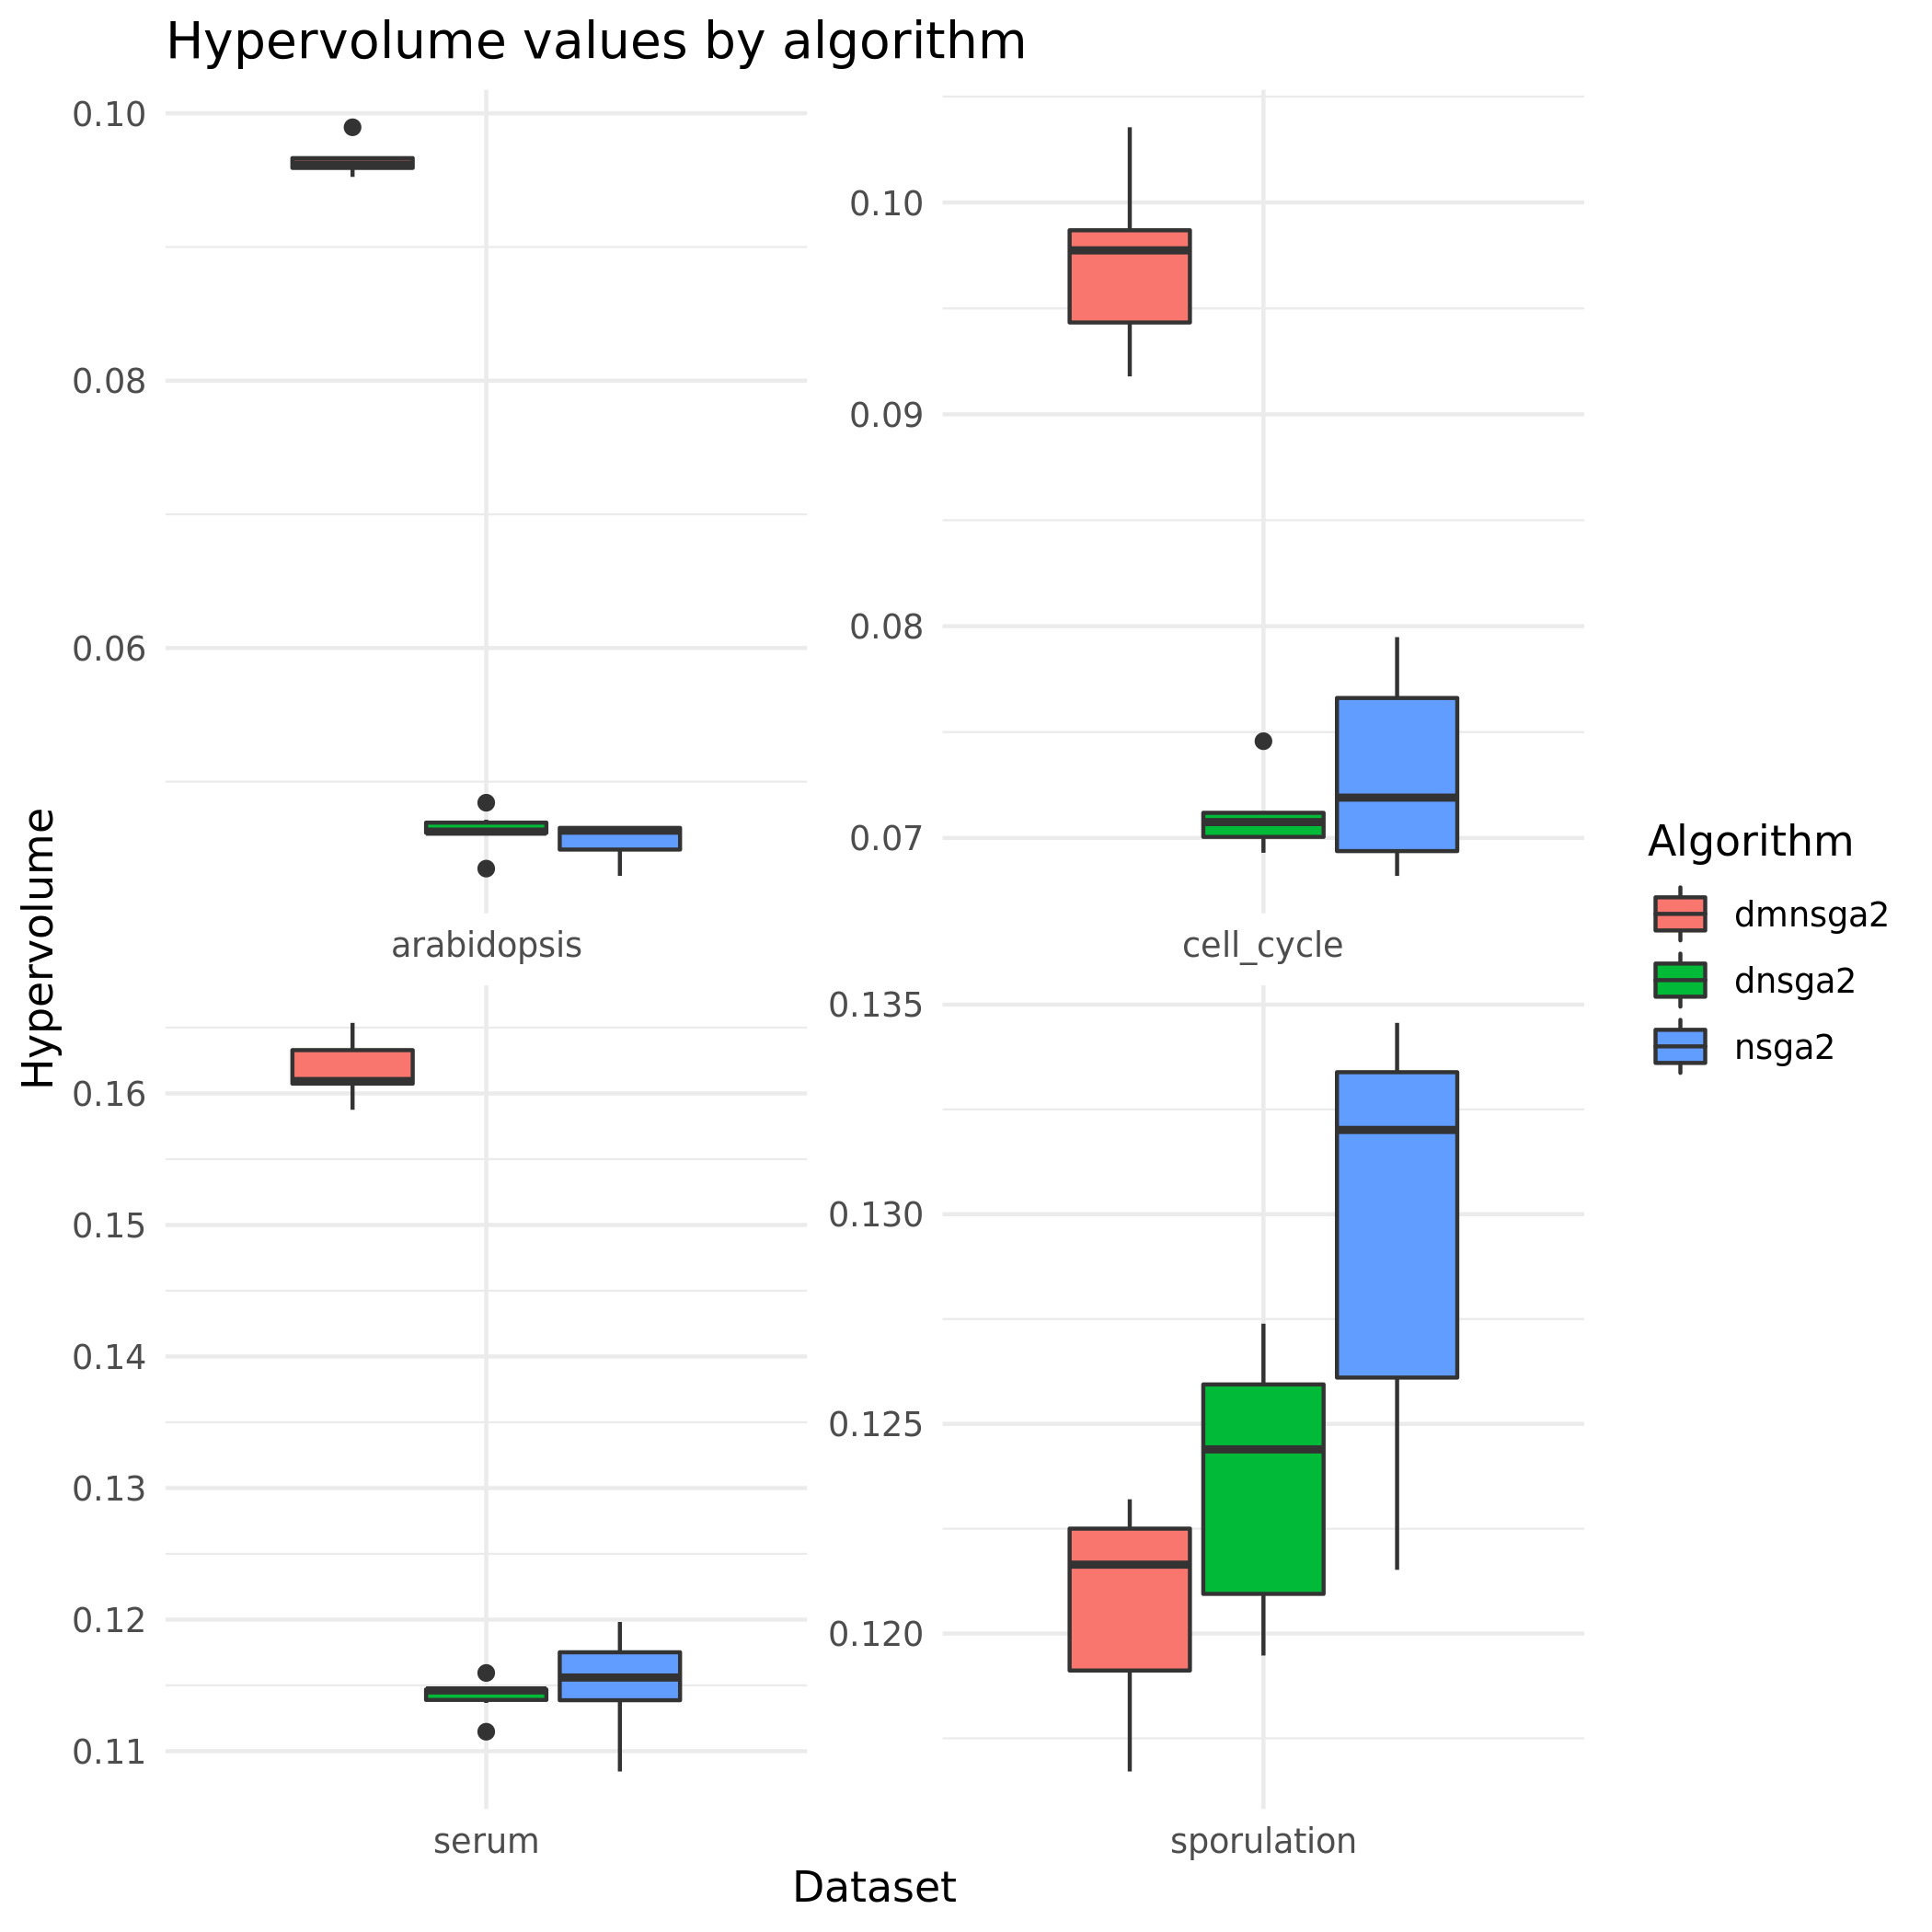 Hypervolume values by algorithm
0.10
0.08
0.06
arabidopsis
0.10
0.09
0.08
0.07
cell_cycle
0.16
0.15
0.14
0.13
0.12
0.11
serum
0.135
0.130
0.125
0.120
sporulation
Hypervolume
Dataset
Algorithm
dmnsga2
dnsga2
nsga2